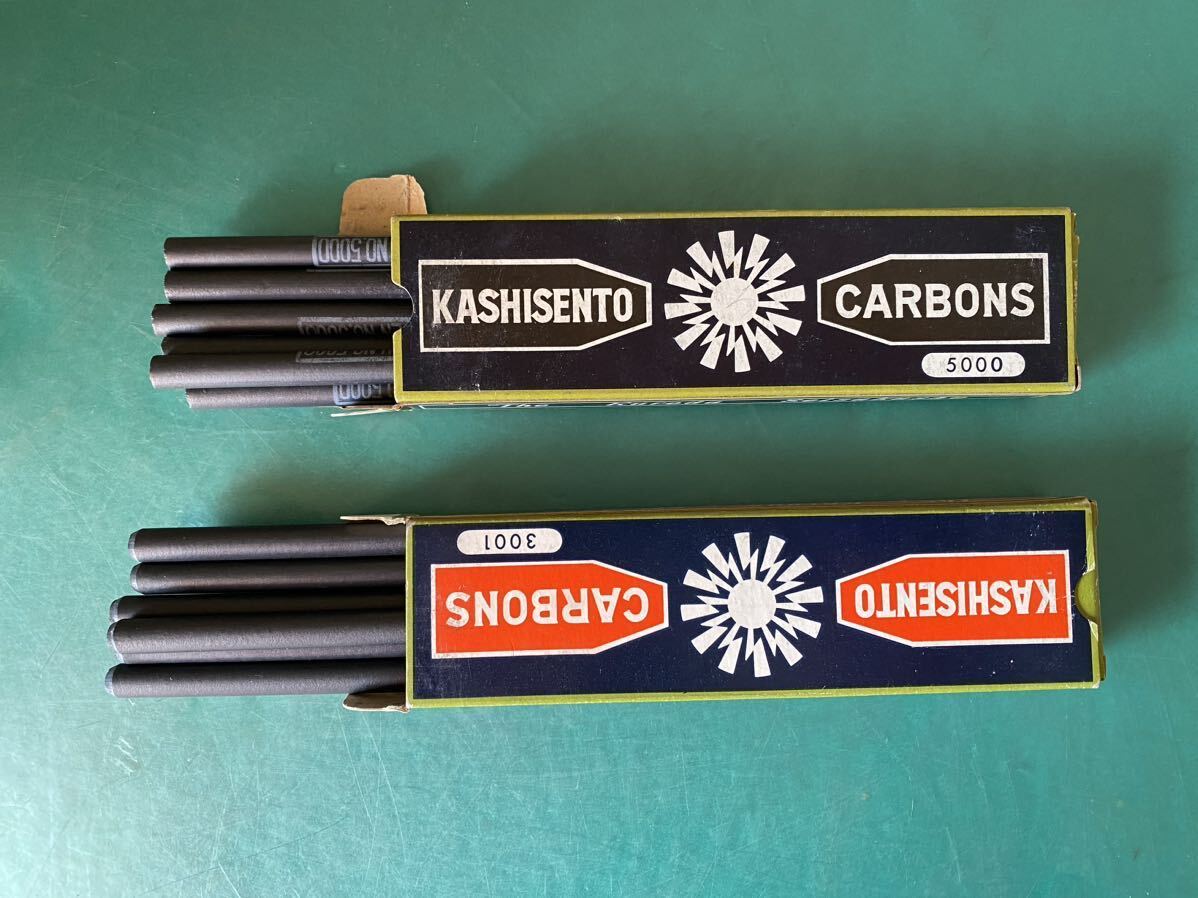 NO.5000
KASHISENTO CARBONS
5000
KASHISENTO CARBONS
3001